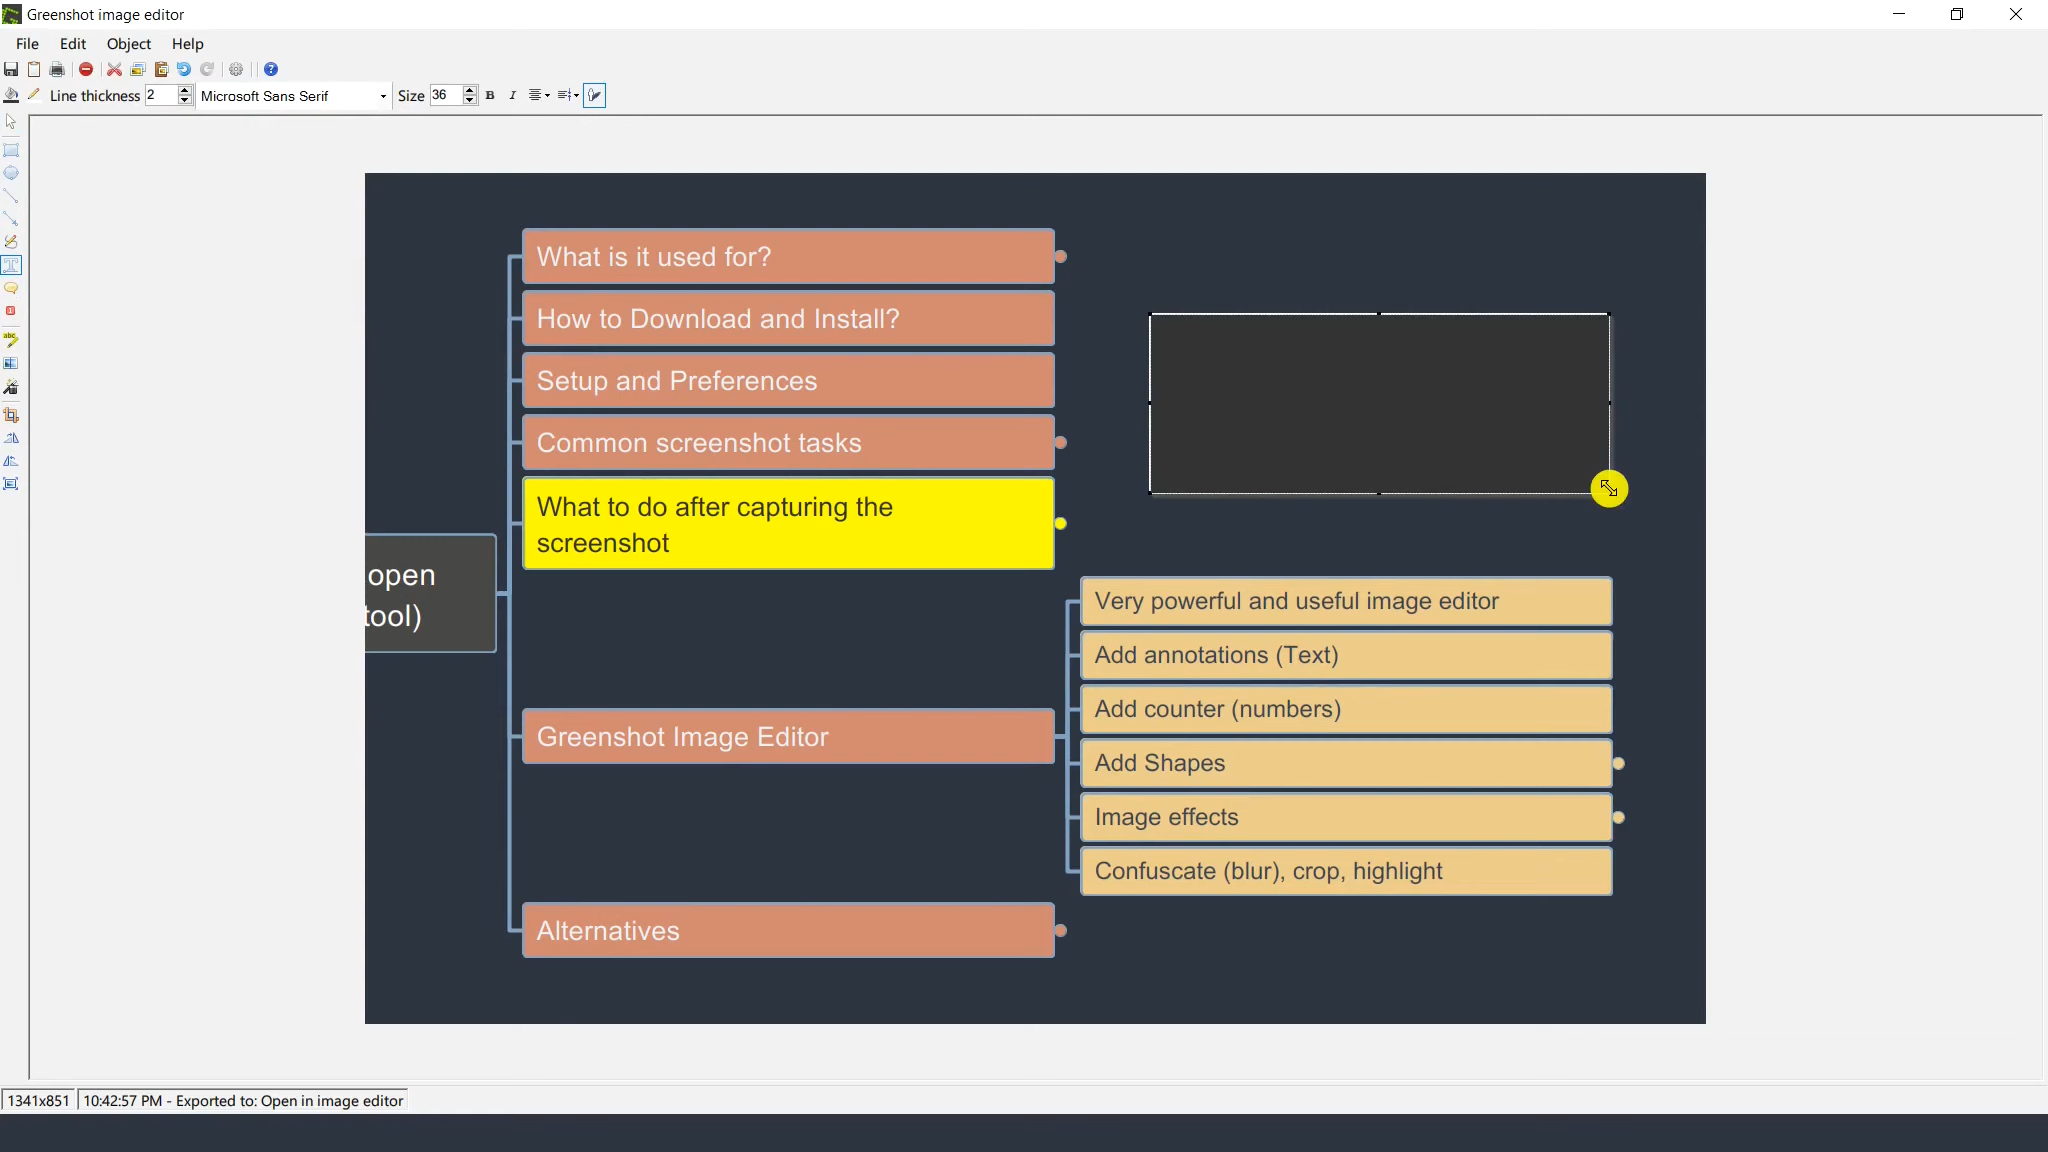 Greenshot image editor
File Edit Object Help
Line thickness 2 Microsoft Sans Serif Size 36 B I
What is it used for?
How to Download and Install?
Setup and Preferences
Common screenshot tasks
What to do after capturing the
screenshot
open
tool)
Very powerful and useful image editor
Add annotations (Text)
Add counter (numbers)
Greenshot Image Editor
Add Shapes
Image effects
Confuscate (blur), crop, highlight
Alternatives
1341x851 10:42:57 PM - Exported to: Open in image editor